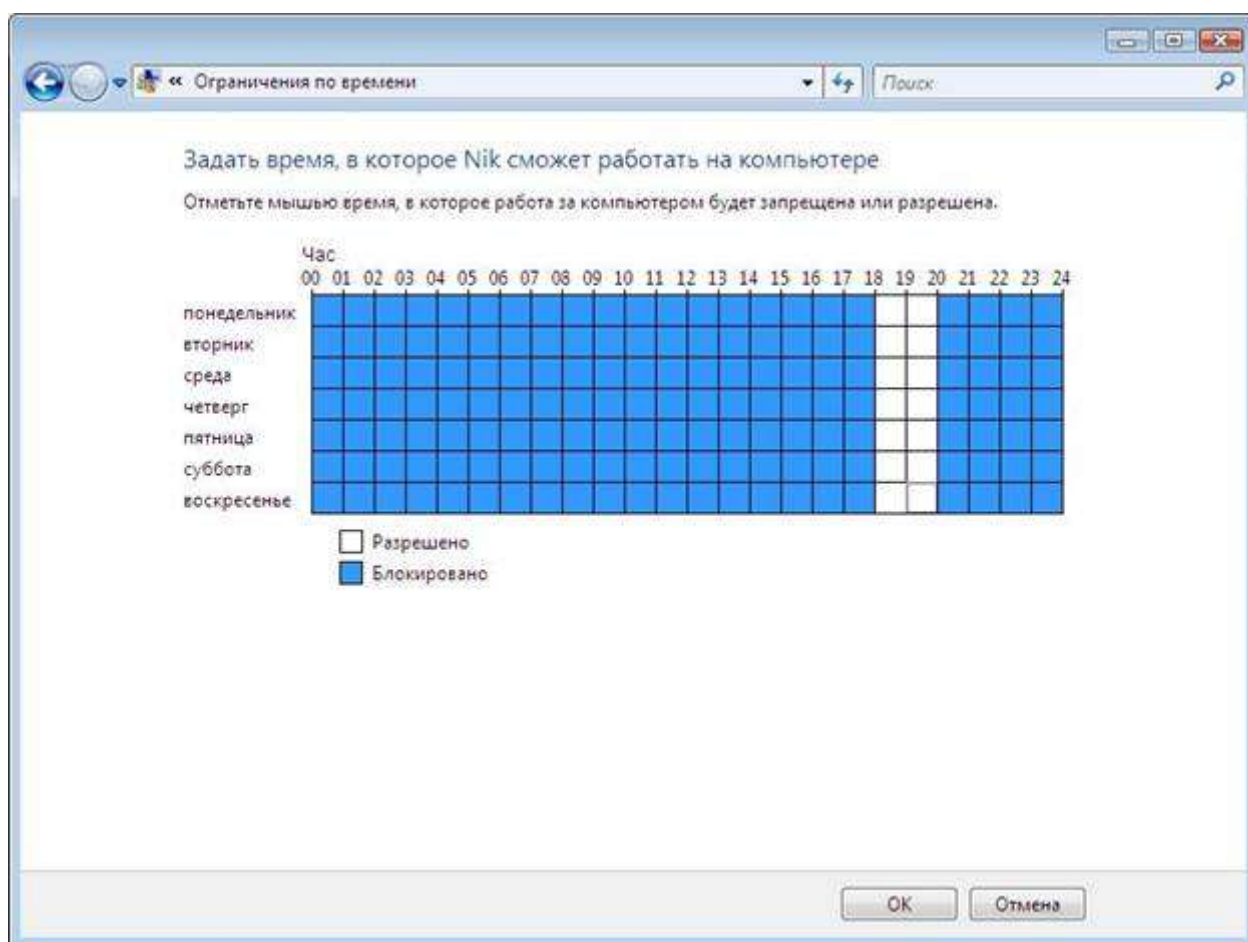 « Ограничения по времени
Поиск
Задать время, в которое Nik сможет работать на компьютере
Отметьте мышью время, в которое работа за компьютером будет запрещена или разрешена.
Час
00 01 02 03 04 05 06 07 08 09 10 11 12 13 14 15 16 17 18 19 20 21 22 23 24
понедельник
вторник
среда
четверг
пятница
суббота
воскресенье
Разрешено
Блокировано
OK
Отмена